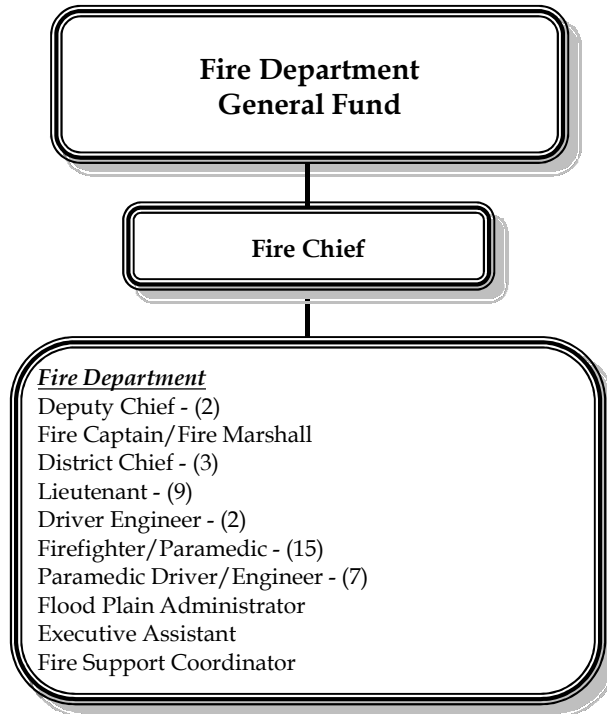 Fire Department
General Fund
Fire Chief
Fire Department
Deputy Chief - (2)
Fire Captain/Fire Marshall
District Chief - (3)
Lieutenant - (9)
Driver Engineer - (2)
Firefighter/Paramedic - (15)
Paramedic Driver/Engineer - (7)
Flood Plain Administrator
Executive Assistant
Fire Support Coordinator